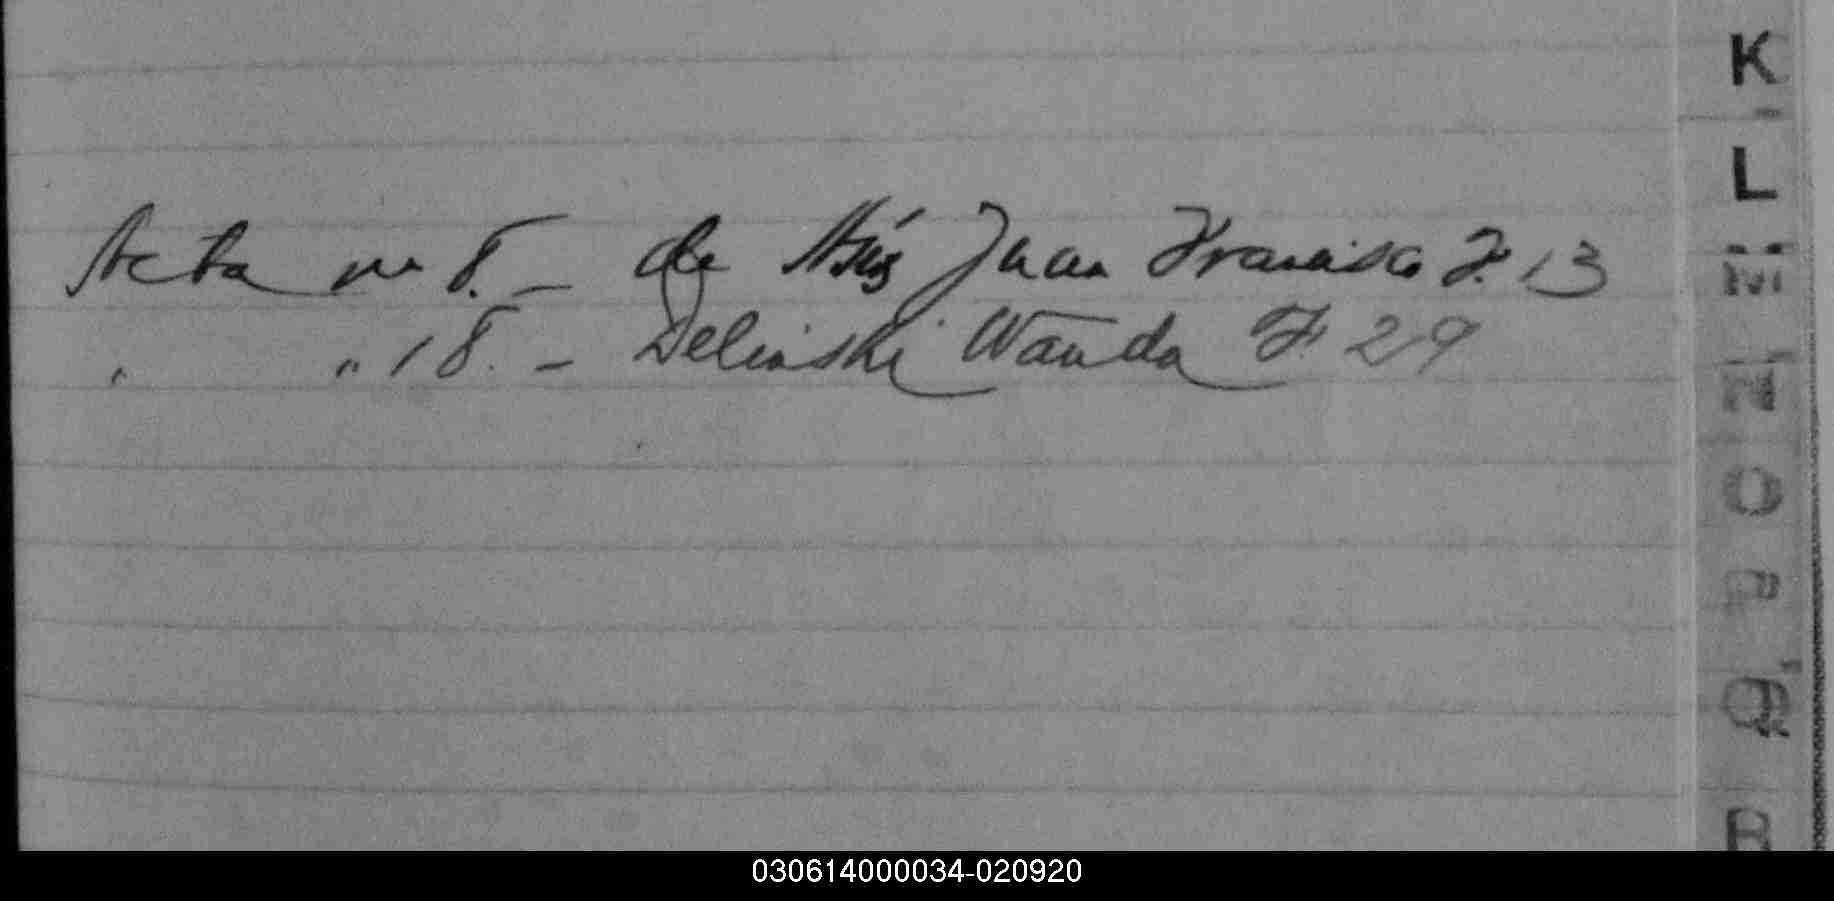 Acta nº 8. – de Juan Francisco F. 13
" " 18. – Delinski Wanda F 29
K
L
M
N
O
P
Q
R
030614000034-020920